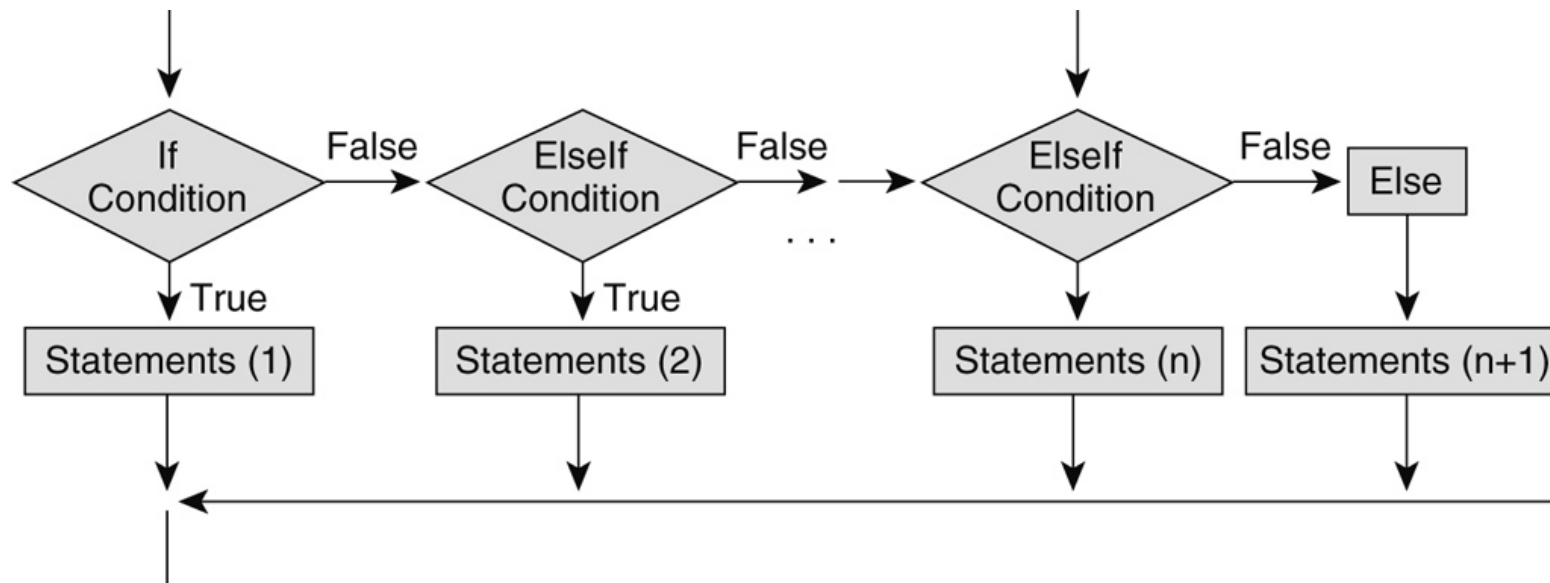 If
Condition
False
ElseIf
Condition
False
. . .
ElseIf
Condition
False
Else
True
True
Statements (1)
Statements (2)
Statements (n)
Statements (n+1)